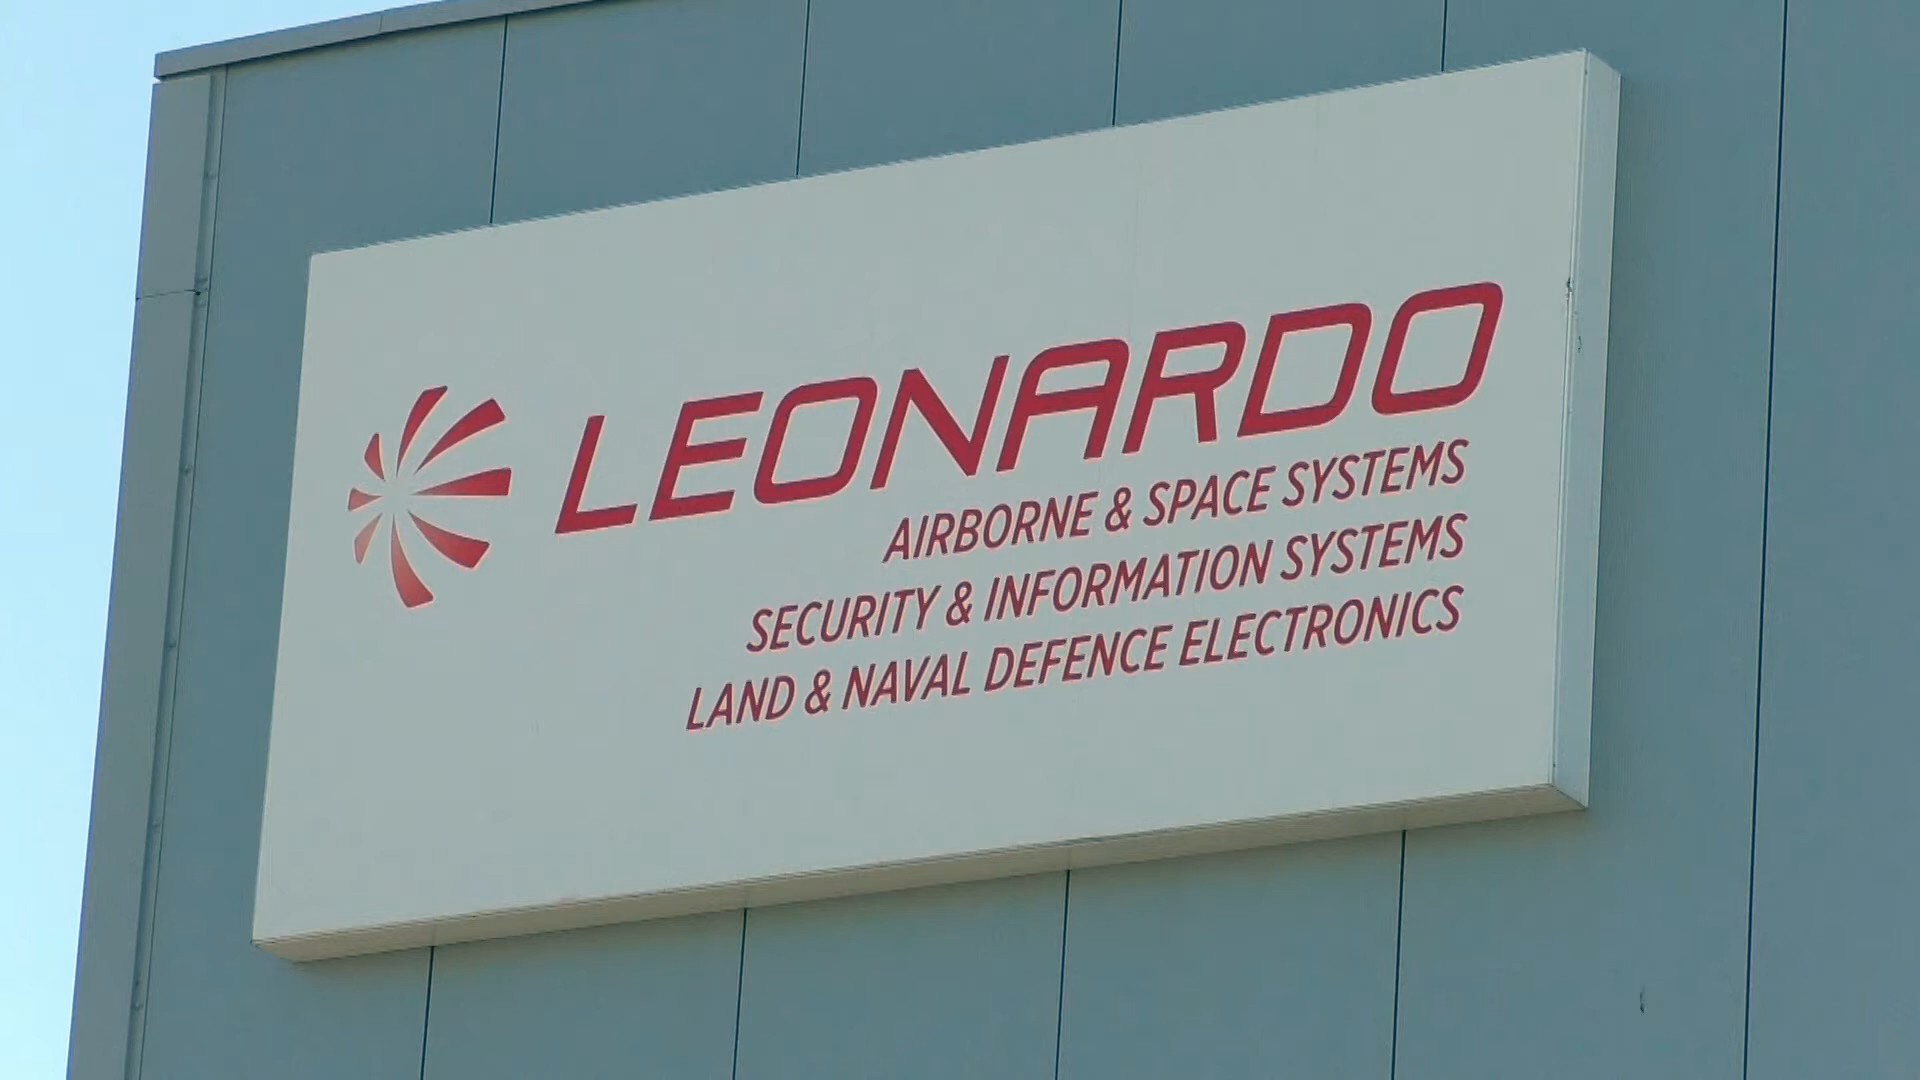 LEONARDO
AIRBORNE & SPACE SYSTEMS
SECURITY & INFORMATION SYSTEMS
LAND & NAVAL DEFENCE ELECTRONICS